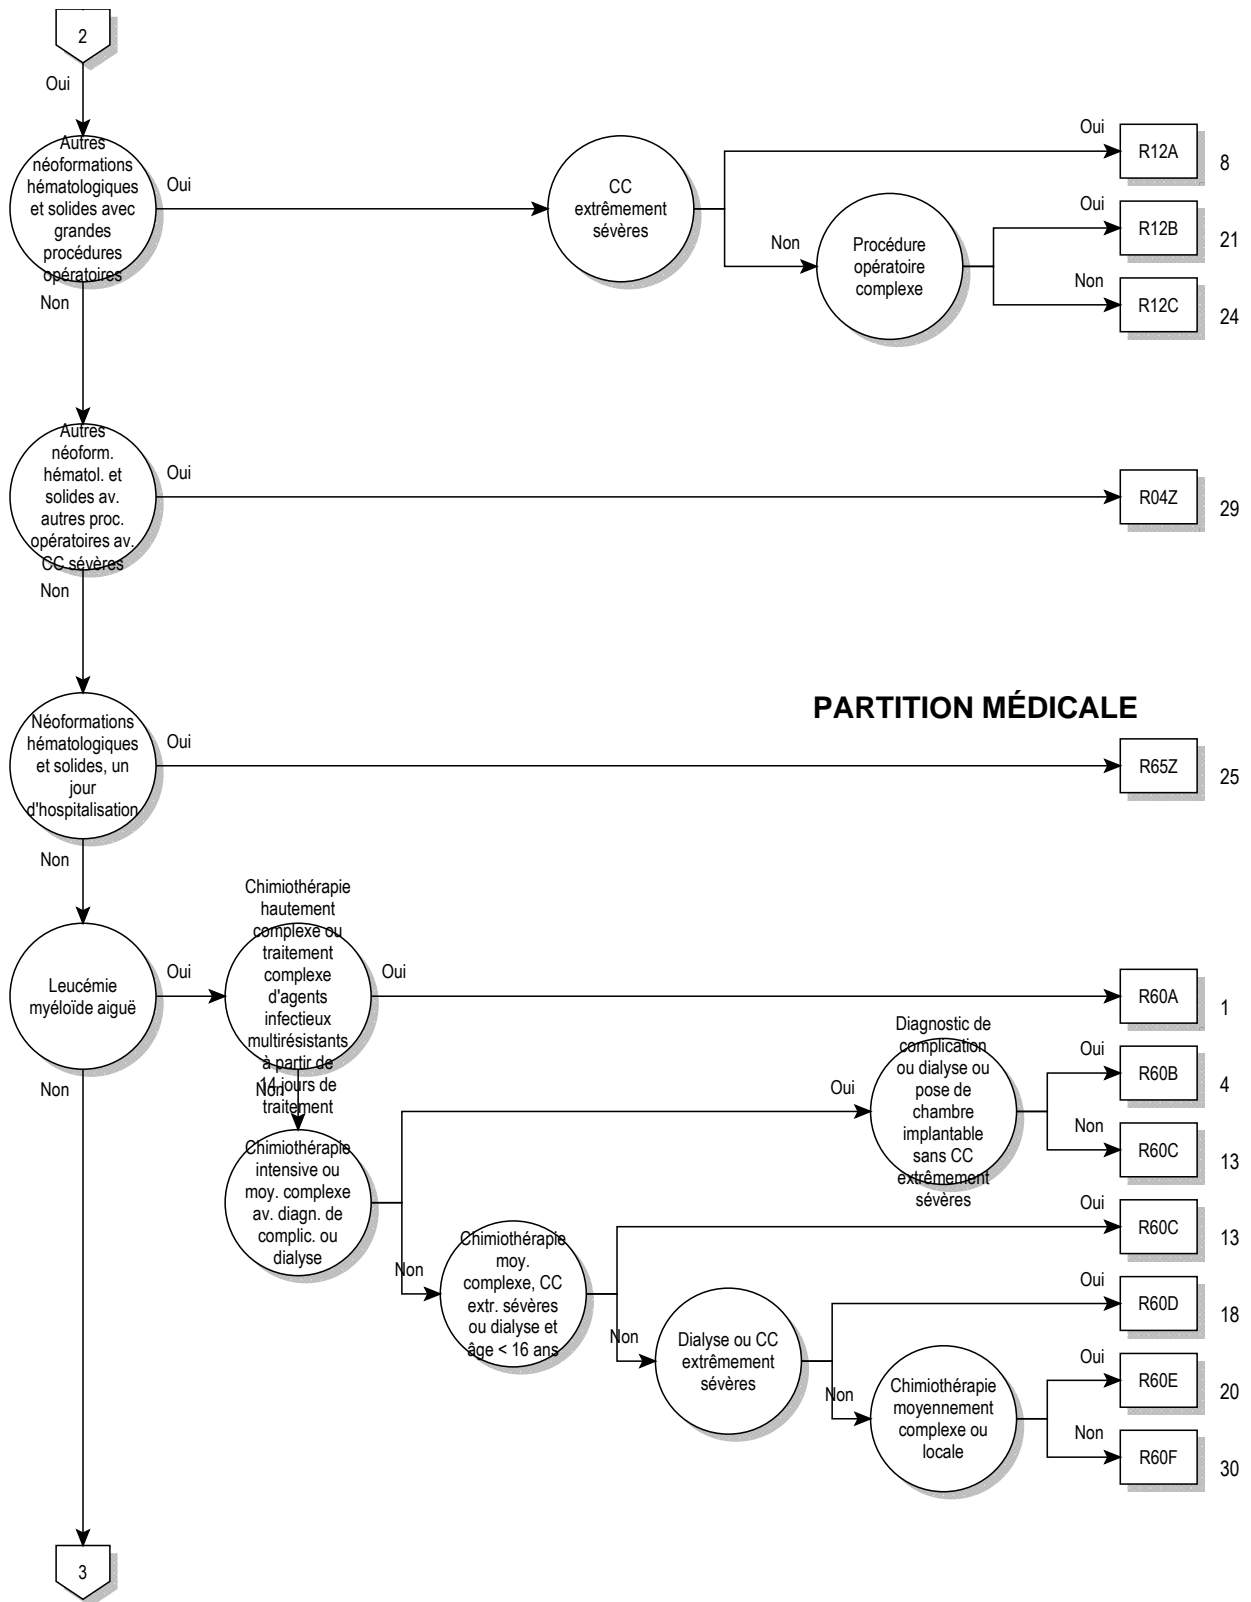 2
Oui
Autres
néoformations
hématologiques
et solides avec
grandes
procédures
opératoires
Oui
Non
CC
extrêmement
sévères
Oui
R12A
8
Non
Procédure
opératoire
complexe
Oui
R12B
21
Non
R12C
24
Autres
néoform.
hématol. et
solides av.
autres proc.
opératoires av.
CC sévères
Oui
Non
R04Z
29
PARTITION MÉDICALE
Néoformations
hématologiques
et solides, un
jour
d'hospitalisation
Oui
Non
R65Z
25
Leucémie
myéloïde aiguë
Oui
Non
Chimiothérapie
hautement
complexe ou
traitement
complexe
d'agents
infectieux
multirésistants
à partir de
14 jours de
traitement
Oui
Non
R60A
1
Chimiothérapie
intensive ou
moy. complexe
av. diagn. de
complic. ou
dialyse
Oui
Non
Diagnostic de
complication
ou dialyse ou
pose de
chambre
implantable
sans CC
extrêmement
sévères
Oui
R60B
4
Non
R60C
13
Chimiothérapie
moy.
complexe, CC
extr. sévères
ou dialyse et
âge < 16 ans
Oui
R60C
13
Non
Dialyse ou CC
extrêmement
sévères
Oui
R60D
18
Non
Chimiothérapie
moyennement
complexe ou
locale
Oui
R60E
20
Non
R60F
30
3